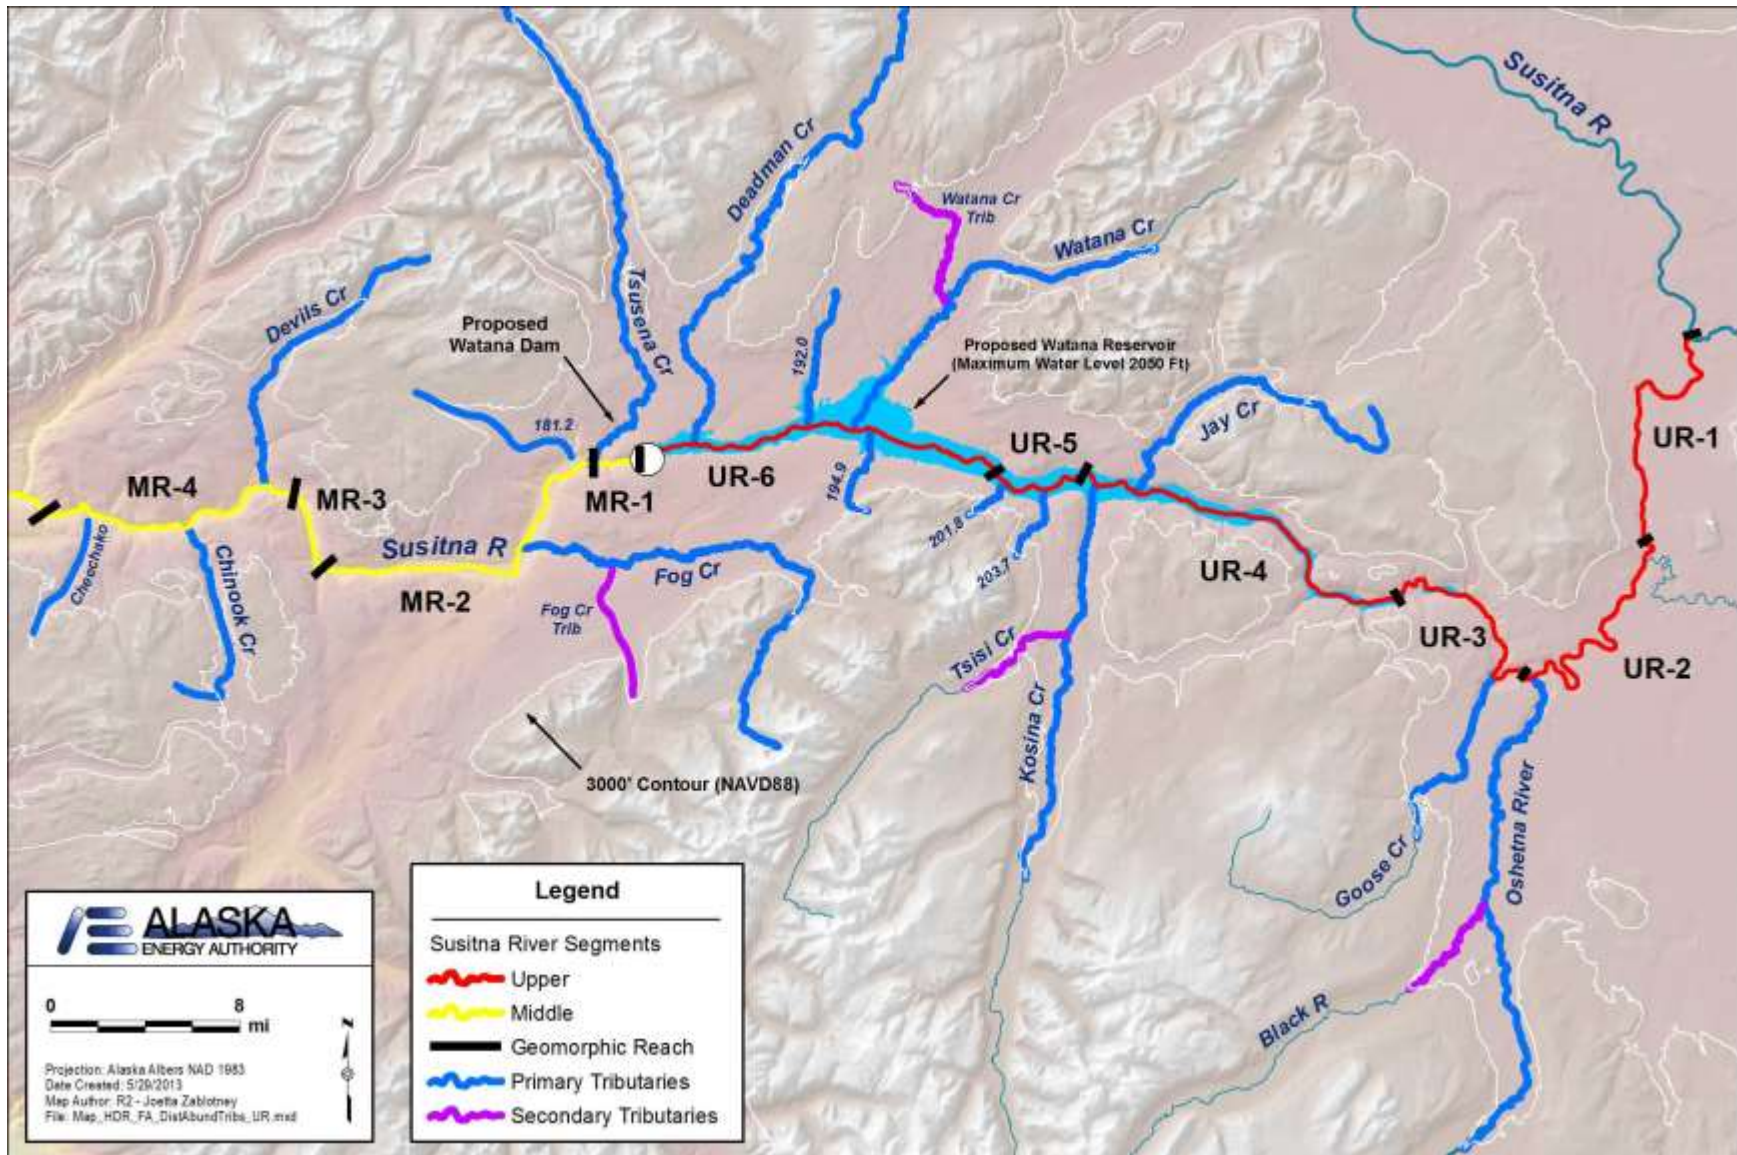 Susitna R
Deadman Cr
Watana Cr
Trib
Watana Cr
Devils Cr
Tsusena Cr
Proposed
Watana Dam
192.0
Proposed Watana Reservoir
(Maximum Water Level 2050 Ft)
Jay Cr
181.2
UR-1
UR-5
UR-6
MR-4
MR-3
MR-1
194.9
201.8
203.7
Cheechako
Chinook Cr
Susitna R
MR-2
Fog Cr
Fog Cr
Trib
UR-4
UR-3
UR-2
Tsisi Cr
Kosina Cr
3000' Contour (NAVD88)
Goose Cr
Oshetna River
Black R
ALASKA
ENERGY AUTHORITY
0 8
mi
N
Projection: Alaska Albers NAD 1983
Date Created: 5/29/2013
Map Author: R2 - Joetta Zablotney
File: Map_HDR_FA_DistAbundTribs_UR.mxd
Legend
Susitna River Segments
Upper
Middle
Geomorphic Reach
Primary Tributaries
Secondary Tributaries